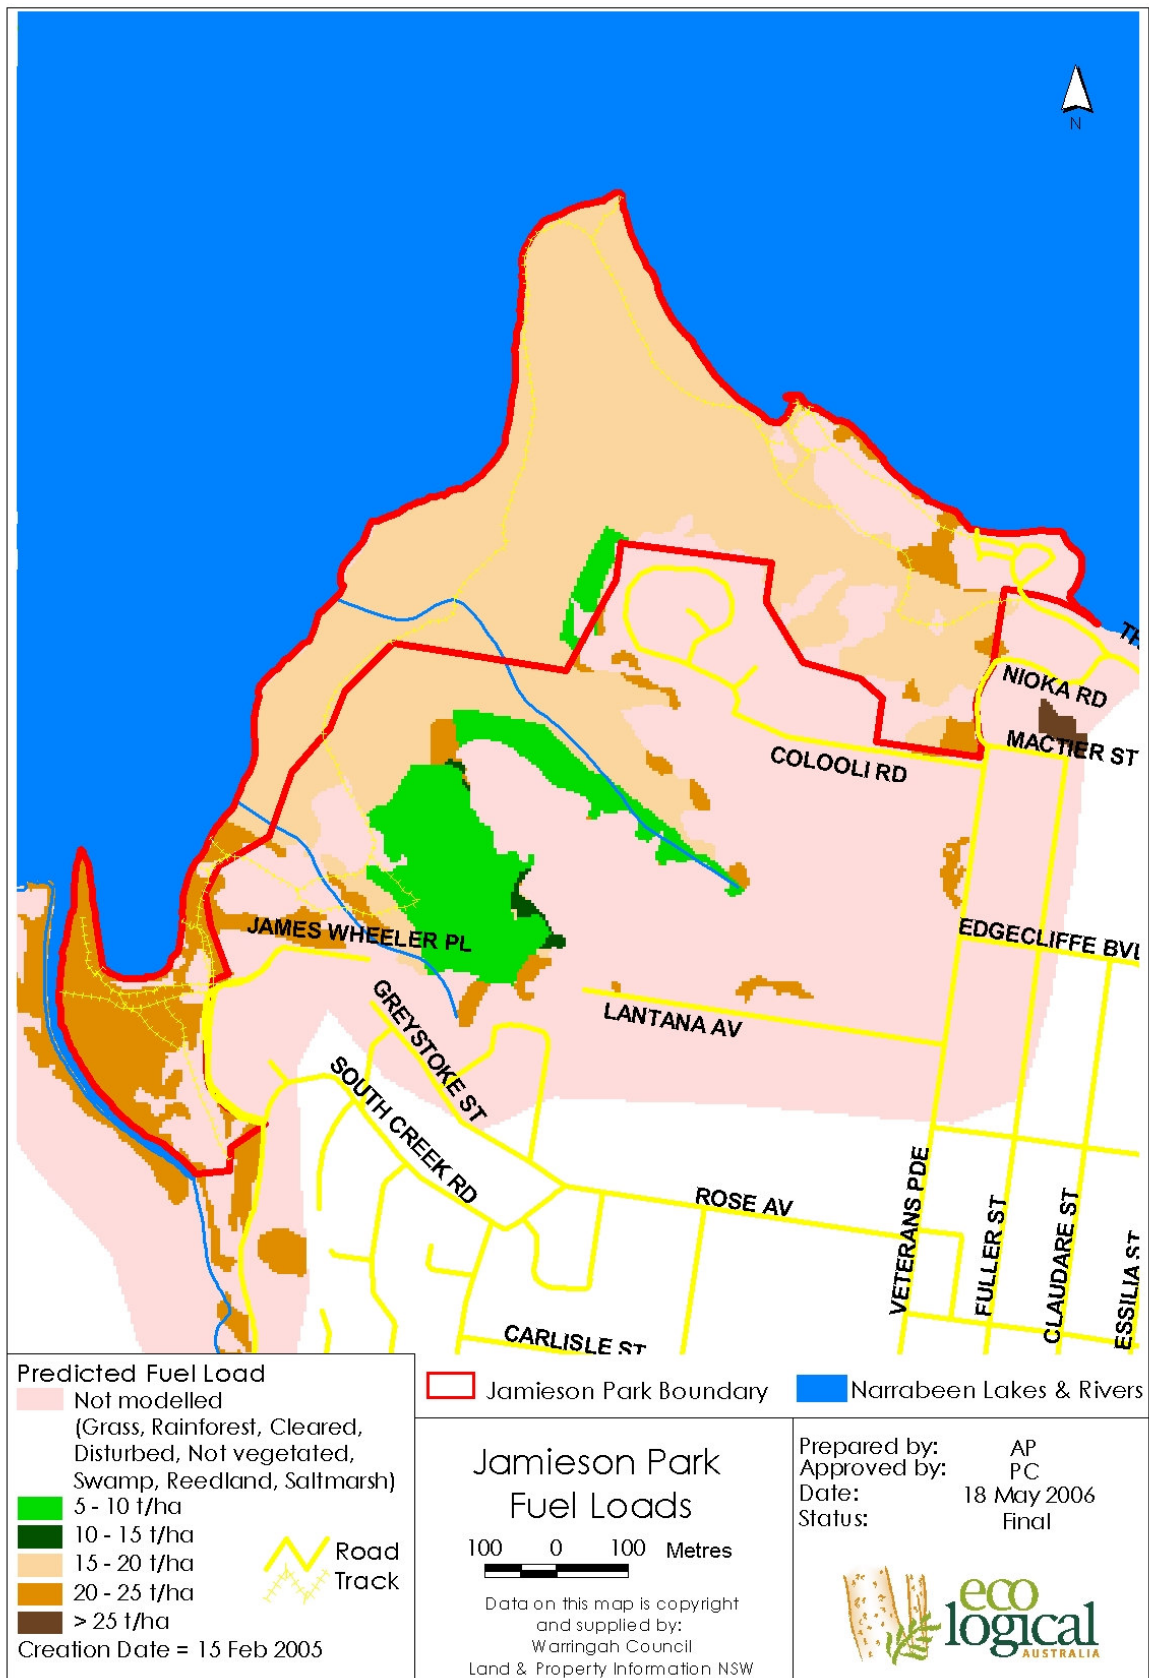 N
TH
NIOKA RD
MACTIER ST
COLOOLI RD
JAMES WHEELER PL
EDGECLIFFE BVL
GREYSTOKE ST
LANTANA AV
SOUTH CREEK RD
ROSE AV
VETERANS PDE
FULLER ST
CLAUDARE ST
ESSILIA ST
CARLISLE ST
Predicted Fuel Load
Not modelled
(Grass, Rainforest, Cleared,
Disturbed, Not vegetated,
Swamp, Reedland, Saltmarsh)
5 - 10 t/ha
10 - 15 t/ha
15 - 20 t/ha
20 - 25 t/ha
> 25 t/ha
Road
Track
Creation Date = 15 Feb 2005
Jamieson Park Boundary
Narrabeen Lakes & Rivers
Jamieson Park
Fuel Loads
100 0 100 Metres
Data on this map is copyright
and supplied by:
Warringah Council
Land & Property Information NSW
Prepared by: AP
Approved by: PC
Date: 18 May 2006
Status: Final
eco
logical
AUSTRALIA